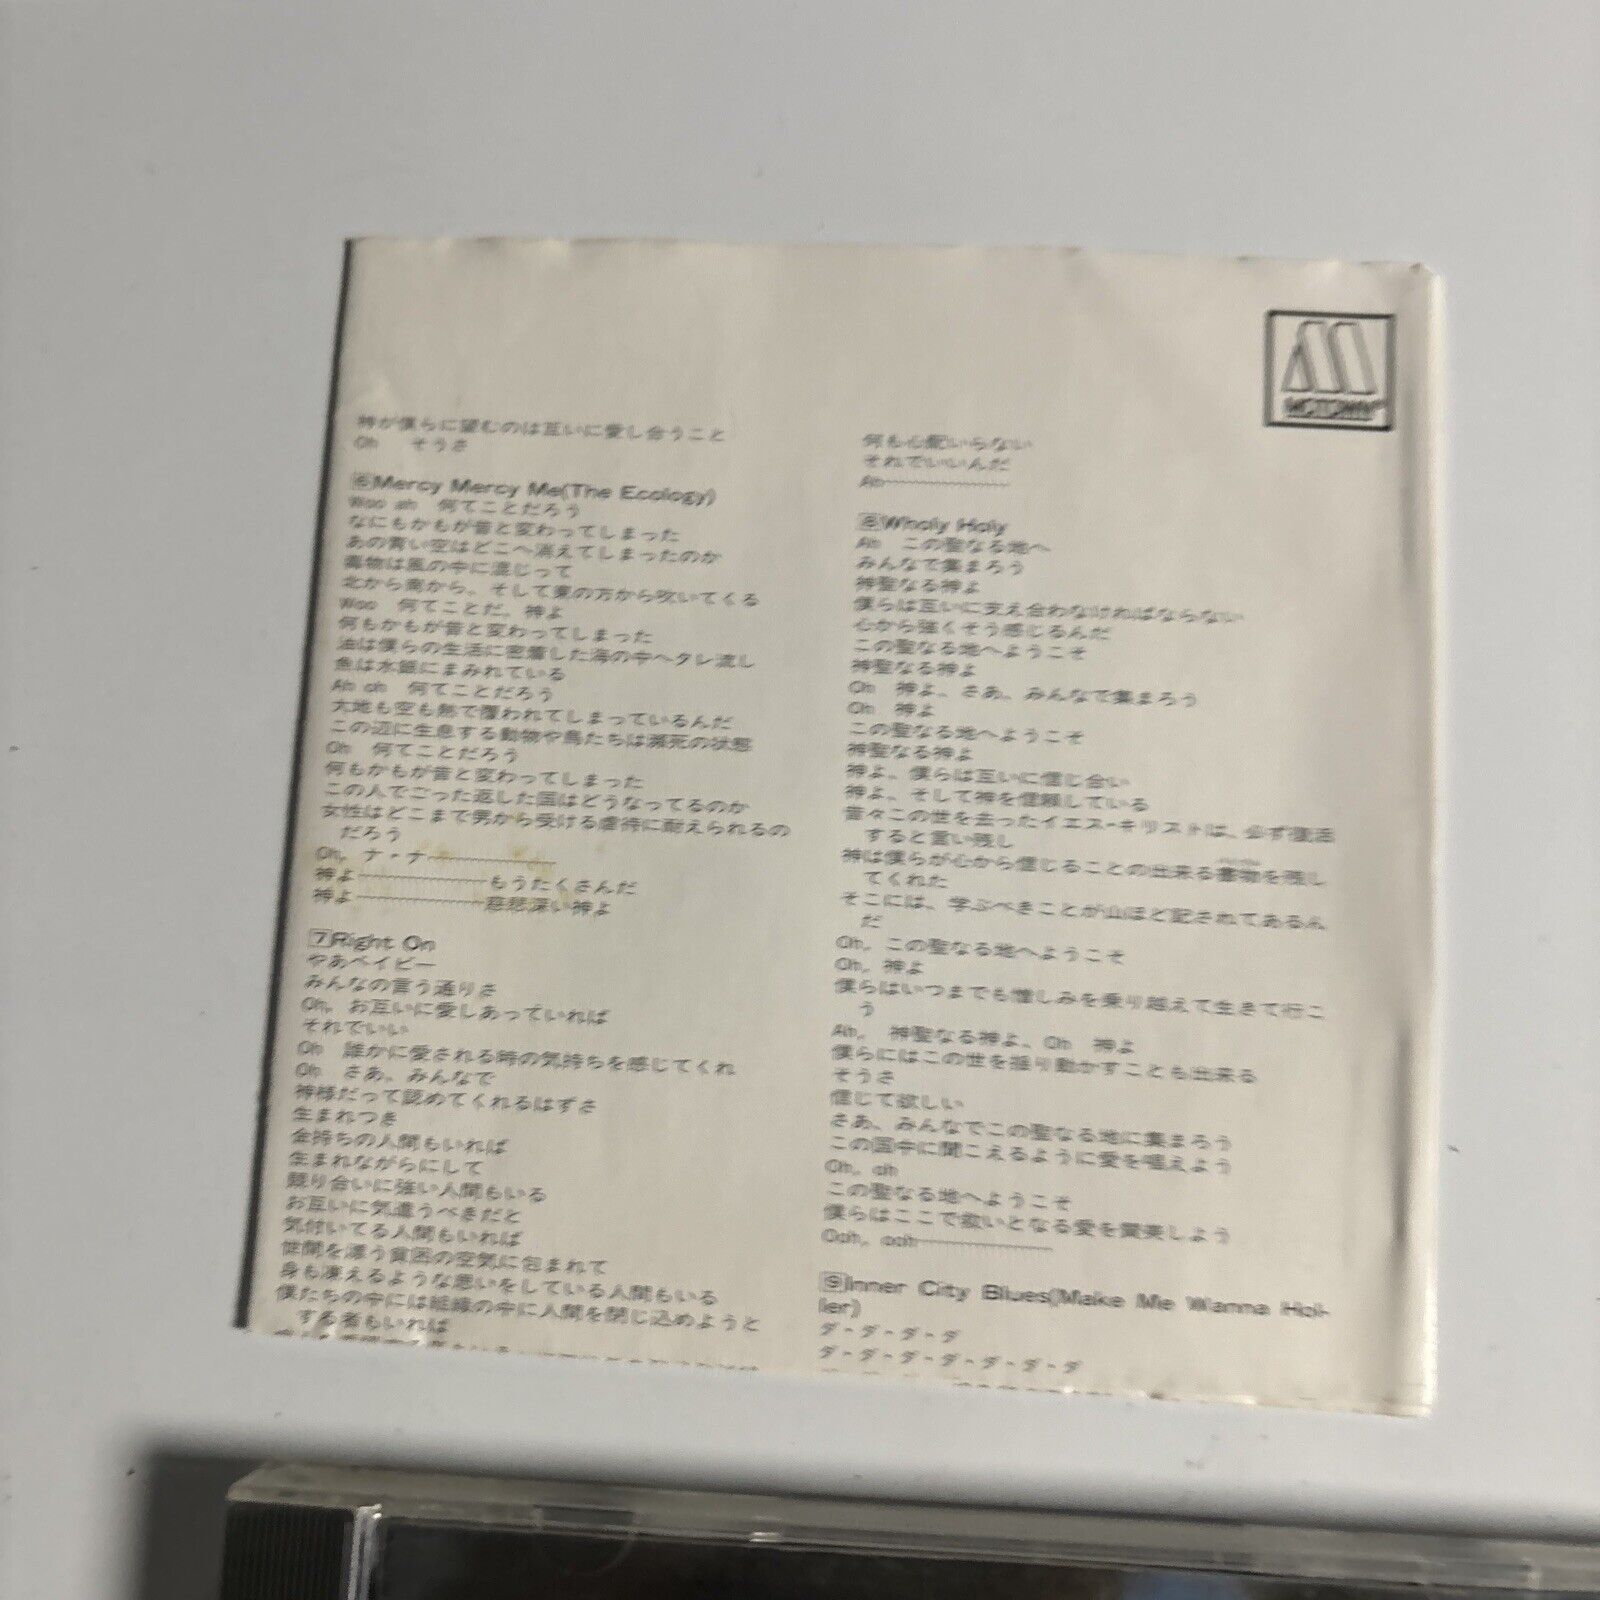 神が僕らに望むのは互いに愛し合うこと
Oh そうさ
6 Mercy Mercy Me(The Ecology)
Woo ah 何てことだろう
なにもかもが昔と変わってしまった
あの青い空はどこへ消えてしまったのか
毒物は風の中に混じって
北から南から、そして東の方から吹いてくる
Woo 何てことだ、神よ
何もかもが昔と変わってしまった
油は僕らの生活に密着した海の中へタレ流し
魚は水銀にまみれている
Ah oh 何てことだろう
大地も空も熱で覆われてしまっているんだ
この辺に生息する動物や鳥たちは瀕死の状態
Oh 何てことだろう
何もかもが昔と変わってしまった
この人でごった返した国はどうなってるのか
女性はどこまで男から受ける虐待に耐えられるの
だろう
Oh, ナ・ナ
神よ もうたくさんだ
神よ 慈悲深い神よ
7 Right On
やあベイビー
みんなの言う通りさ
Oh, お互いに愛しあっていれば
それでいい
Oh 誰かに愛される時の気持ちを感じてくれ
Oh さあ、みんなで
神様だって認めてくれるはずさ
生まれつき
金持ちの人間もいれば
生まれながらにして
競り合いに強い人間もいる
お互いに気遣うべきだと
気付いてる人間もいれば
世間を漂う貧困の空気に包まれて
身も凍えるような思いをしている人間もいる
僕たちの中には組織の中に人間を閉じ込めようと
する者もいれば
MOTOWN
何も心配いらない
それでいいんだ
Ah
8 Wholy Holy
Ah この聖なる地へ
みんなで集まろう
神聖なる神よ
僕らは互いに支え合わなければならない
心から強くそう感じるんだ
この聖なる地へようこそ
神聖なる神よ
Oh 神よ、さあ、みんなで集まろう
Oh 神よ
この聖なる地へようこそ
神聖なる神よ
神よ、僕らは互いに信じ合い
神よ、そして神を信頼している
昔々この世を去ったイエス・キリストは、必ず復活
すると言い残し
神は僕らが心から信じることの出来る書物を残し
てくれた
そこには、学ぶべきことが山ほど記されてあるん
だ
Oh, この聖なる地へようこそ
Oh, 神よ
僕らはいつまでも憎しみを乗り越えて生きて行こ
う
Ah, 神聖なる神よ、Oh 神よ
僕らにはこの世を揺り動かすことも出来る
そうさ
信じて欲しい
さあ、みんなでこの聖なる地に集まろう
この国中に聞こえるように愛を唱えよう
Oh, oh
この聖なる地へようこそ
僕らはここで救いとなる愛を賛美しよう
Ooh, ooh
9 Inner City Blues(Make Me Wanna Hol-
ler)
ダ・ダ・ダ・ダ
ダ・ダ・ダ・ダ・ダ・ダ・ダ